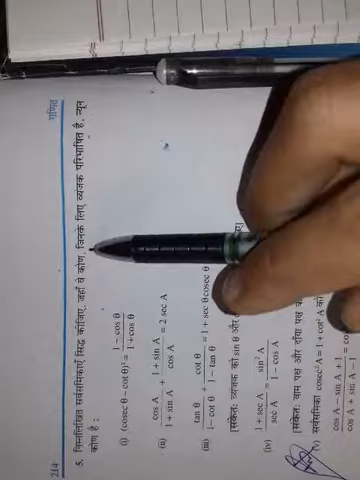 214 गणित
5. निम्नलिखित सर्वसमिकाएँ सिद्ध कीजिए, जहाँ वे कोण, जिनके लिए व्यंजक परिभाषित है, न्यून
कोण है :
(i) (cosec θ – cot θ)² = (1 – cos θ)/(1 + cos θ)
(ii) cos A/(1 + sin A) + (1 + sin A)/cos A = 2 sec A
(iii) tan θ/(1 – cot θ) + cot θ/(1 – tan θ) = 1 + sec θ cosec θ
[संकेत: व्यंजक को sin θ और
(iv) (1 + sec A)/sec A = sin² A/(1 – cos A)
[संकेत: वाम पक्ष और दाँया पक्ष
(v) सर्वसमिका cosec² A = 1 + cot² A को
(cos A – sin A + 1)/(cos A + sin A – 1) = co